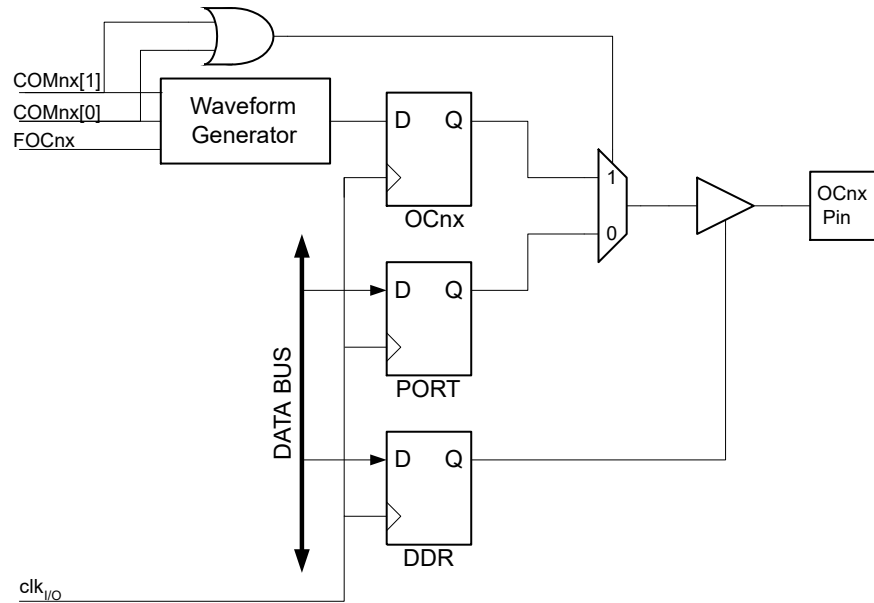 COMnx[1]
COMnx[0]
FOCnx
Waveform
Generator
D Q
OCnx
1
0
OCnx
Pin
D Q
PORT
DATA BUS
D Q
DDR
clkI/O